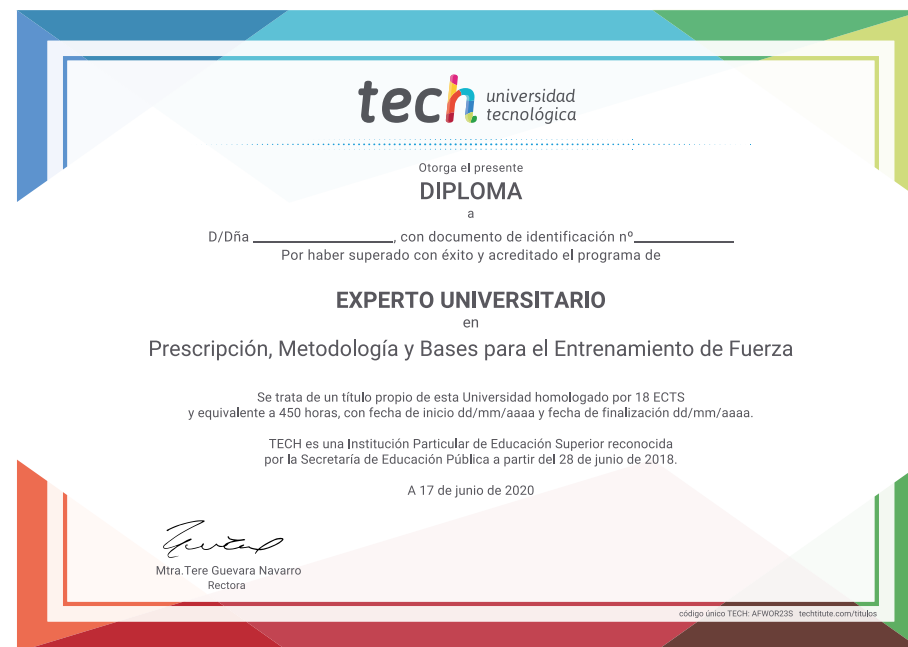 tech universidad
tecnológica
Otorga el presente
DIPLOMA
a
D/Dña ____________, con documento de identificación nº____________
Por haber superado con éxito y acreditado el programa de
EXPERTO UNIVERSITARIO
en
Prescripción, Metodología y Bases para el Entrenamiento de Fuerza
Se trata de un título propio de esta Universidad homologado por 18 ECTS
y equivalente a 450 horas, con fecha de inicio dd/mm/aaaa y fecha de finalización dd/mm/aaaa.
TECH es una Institución Particular de Educación Superior reconocida
por la Secretaría de Educación Pública a partir del 28 de junio de 2018.
A 17 de junio de 2020
Mtra.Tere Guevara Navarro
Rectora
código único TECH: AFWOR23S techtitute.com/titulos